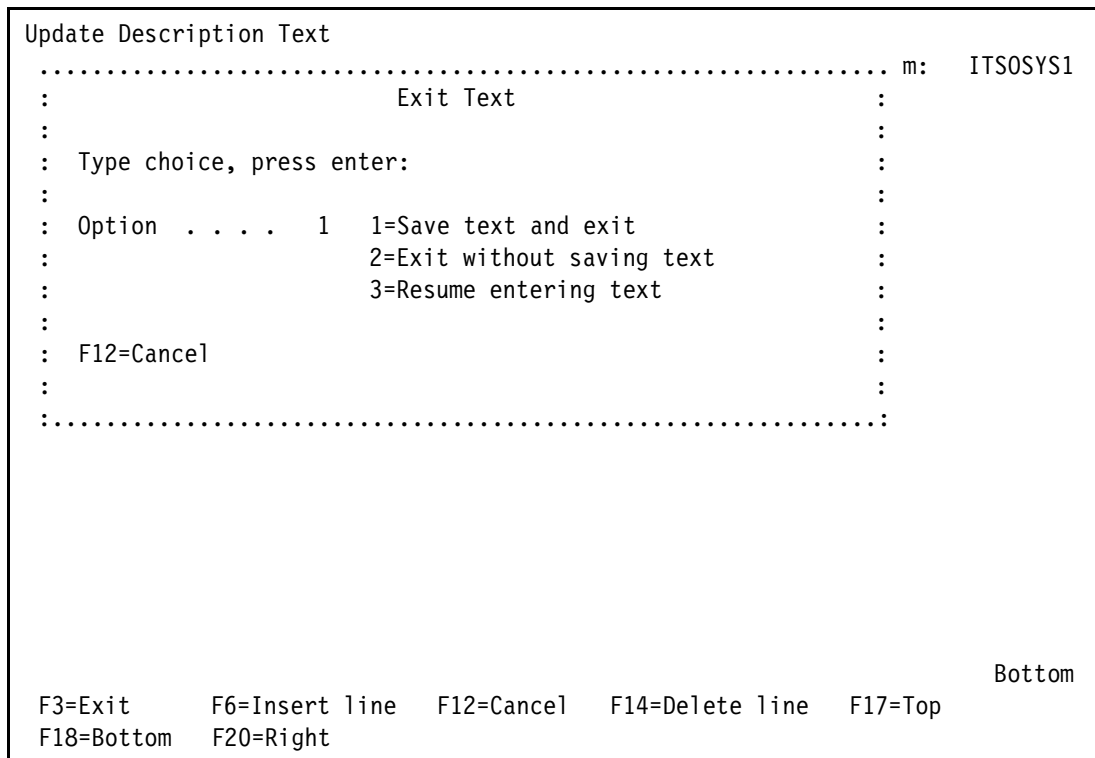 Update Description Text
................................................................ m:   ITSOSYS1
:                          Exit Text                           :
:                                                              :
:  Type choice, press enter:                                   :
:                                                              :
:  Option  . . . .   1   1=Save text and exit                  :
:                        2=Exit without saving text            :
:                        3=Resume entering text                :
:                                                              :
:  F12=Cancel                                                  :
:                                                              :
:..............................................................:
Bottom
F3=Exit      F6=Insert line   F12=Cancel   F14=Delete line   F17=Top
F18=Bottom   F20=Right